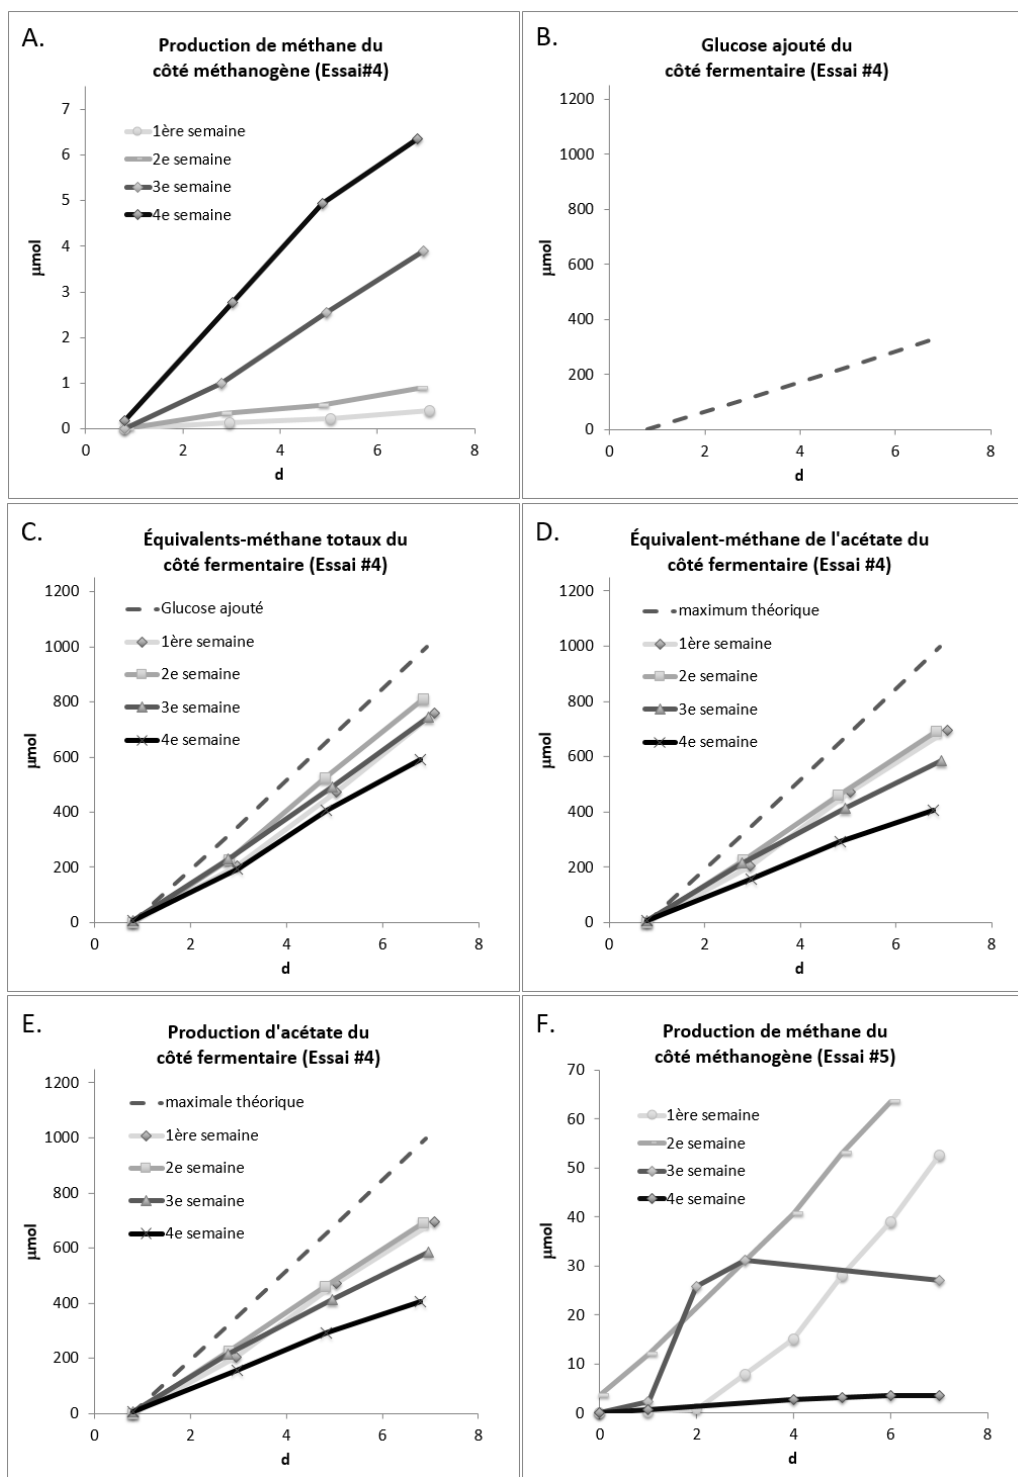 A.
Production de méthane du
côté méthanogène (Essai#4)
7
6
5
4
3
2
1
0
0 2 4 6 8
µmol
d
1ère semaine
2e semaine
3e semaine
4e semaine
B.
Glucose ajouté du
côté fermentaire (Essai #4)
1200
1000
800
600
400
200
0
0 2 4 6 8
µmol
d
C.
Équivalents-méthane totaux du
côté fermentaire (Essai #4)
1200
1000
800
600
400
200
0
0 2 4 6 8
µmol
d
Glucose ajouté
1ère semaine
2e semaine
3e semaine
4e semaine
D.
Équivalent-méthane de l'acétate du
côté fermentaire (Essai #4)
1200
1000
800
600
400
200
0
0 2 4 6 8
µmol
d
maximum théorique
1ère semaine
2e semaine
3e semaine
4e semaine
E.
Production d'acétate du
côté fermentaire (Essai #4)
1200
1000
800
600
400
200
0
0 2 4 6 8
µmol
d
maximale théorique
1ère semaine
2e semaine
3e semaine
4e semaine
F.
Production de méthane du
côté méthanogène (Essai #5)
70
60
50
40
30
20
10
0
0 2 4 6 8
µmol
d
1ère semaine
2e semaine
3e semaine
4e semaine